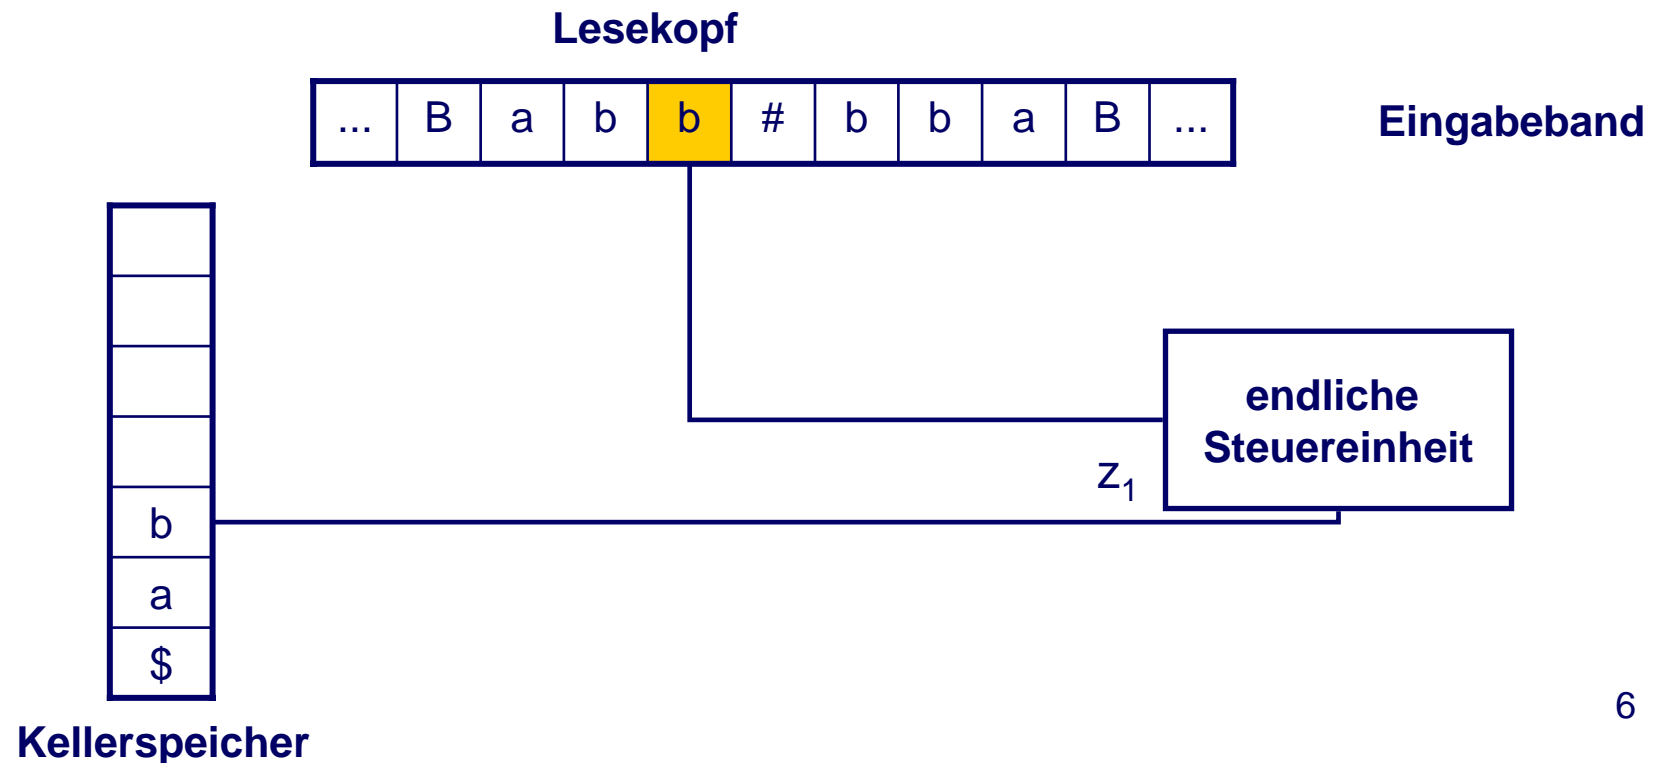 Lesekopf
... B a b b # b b a B ...
Eingabeband
endliche
Steuereinheit
z₁
b
a
$
Kellerspeicher
6